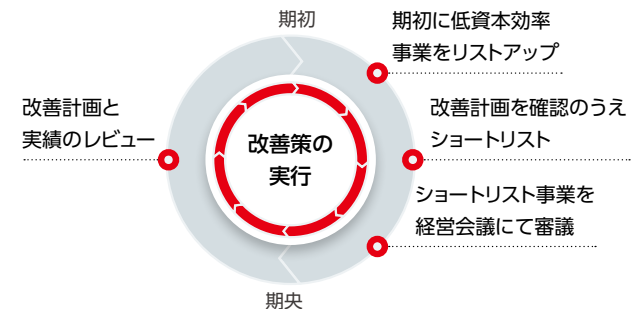 期初
期初に低資本効率
事業をリストアップ
改善計画を確認のうえ
ショートリスト
ショートリスト事業を
経営会議にて審議
期央
改善計画と
実績のレビュー
改善策の
実行